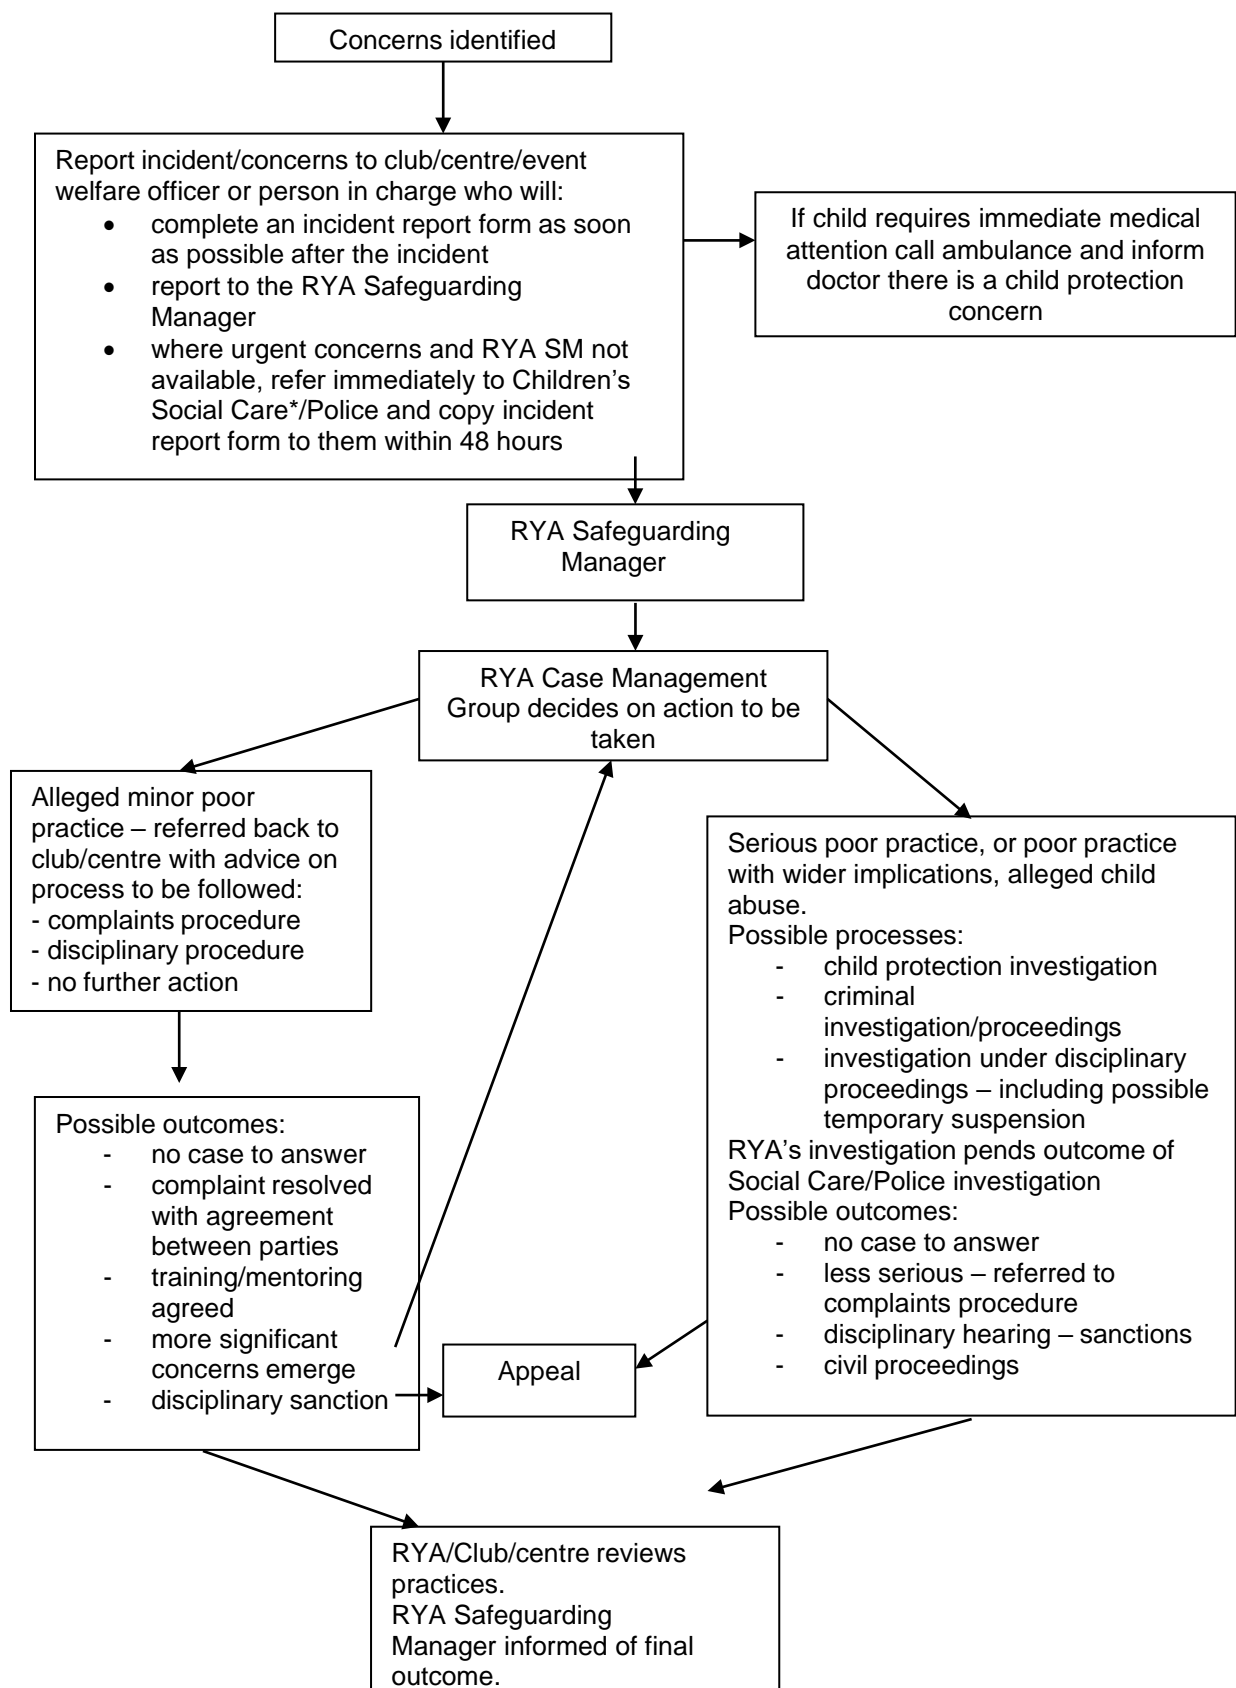 Concerns identified
Report incident/concerns to club/centre/event
welfare officer or person in charge who will:
• complete an incident report form as soon
as possible after the incident
• report to the RYA Safeguarding
Manager
• where urgent concerns and RYA SM not
available, refer immediately to Children’s
Social Care*/Police and copy incident
report form to them within 48 hours
If child requires immediate medical
attention call ambulance and inform
doctor there is a child protection
concern
RYA Safeguarding
Manager
RYA Case Management
Group decides on action to be
taken
Alleged minor poor
practice – referred back to
club/centre with advice on
process to be followed:
- complaints procedure
- disciplinary procedure
- no further action
Serious poor practice, or poor practice
with wider implications, alleged child
abuse.
Possible processes:
- child protection investigation
- criminal
investigation/proceedings
- investigation under disciplinary
proceedings – including possible
temporary suspension
RYA’s investigation pends outcome of
Social Care/Police investigation
Possible outcomes:
- no case to answer
- less serious – referred to
complaints procedure
- disciplinary hearing – sanctions
- civil proceedings
Possible outcomes:
- no case to answer
- complaint resolved
with agreement
between parties
- training/mentoring
agreed
- more significant
concerns emerge
- disciplinary sanction
Appeal
RYA/Club/centre reviews
practices.
RYA Safeguarding
Manager informed of final
outcome.